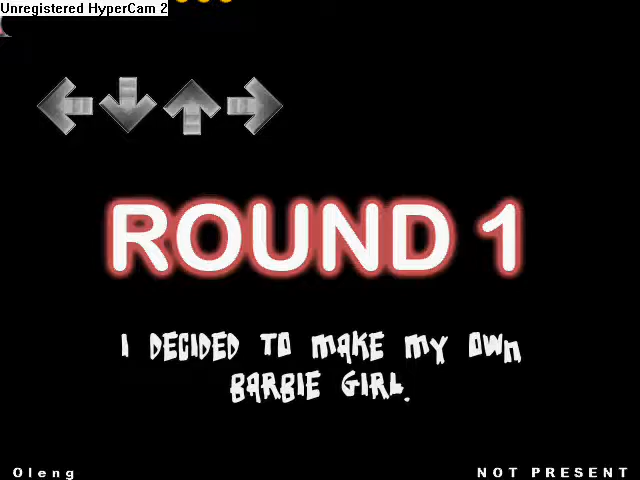 Unregistered HyperCam 2
ROUND 1
I DECIDED TO MAKE MY OWN
BARBIE GIRL.
Oleng
NOT PRESENT